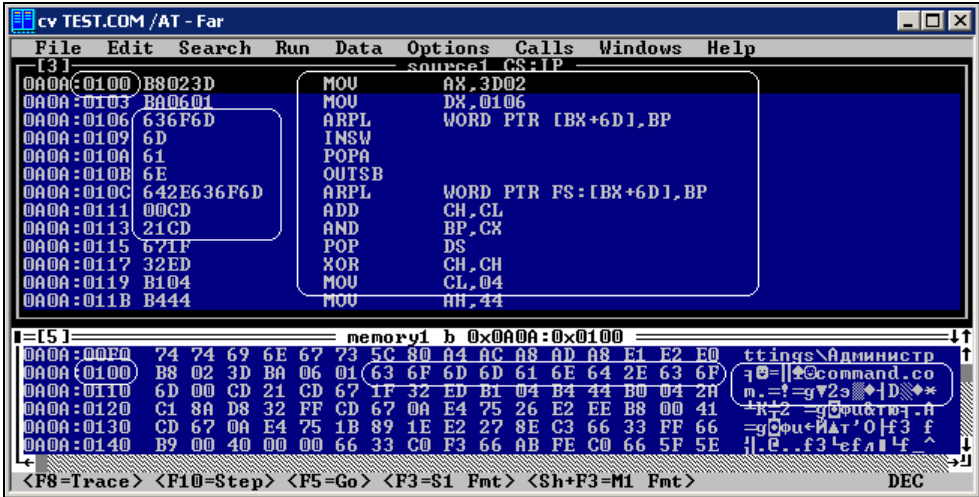 cv TEST.COM /AT - Far
File Edit Search Run Data Options Calls Windows Help
[3] source1 CS:IP
0A0A:0100 B8023D MOV AX,3D02
0A0A:0103 BA0601 MOV DX,0106
0A0A:0106 636F6D ARPL WORD PTR [BX+6D],BP
0A0A:0109 6D INSW
0A0A:010A 61 POPA
0A0A:010B 6E OUTSB
0A0A:010C 642E636F6D ARPL WORD PTR FS:[BX+6D],BP
0A0A:0111 00CD ADD CH,CL
0A0A:0113 21CD AND BP,CX
0A0A:0115 671F POP DS
0A0A:0117 32ED XOR CH,CH
0A0A:0119 B104 MOV CL,04
0A0A:011B B444 MOV AH,44
[5] memory1 b 0x0A0A:0x0100
0A0A:00F0 74 74 69 6E 67 73 5C 80 A4 AC A8 AD A8 E1 E2 E0 ttings\Администр
0A0A:0100 B8 02 3D BA 06 01 63 6F 6D 6D 61 6E 64 2E 63 6F command.co
0A0A:0110 6D 00 CD 21 CD 67 1F 32 ED B1 04 B4 44 B0 04 2A
0A0A:0120 C1 8A D8 32 FF CD 67 0A E4 75 26 E2 EE B8 00 41
0A0A:0130 CD 67 0A E4 75 1B 89 1E E2 27 8E C3 66 33 FF 66
0A0A:0140 B9 00 40 00 00 66 33 C0 F3 66 AB FE C0 66 5F 5E
<F8=Trace> <F10=Step> <F5=Go> <F3=S1 Fmt> <Sh+F3=M1 Fmt> DEC